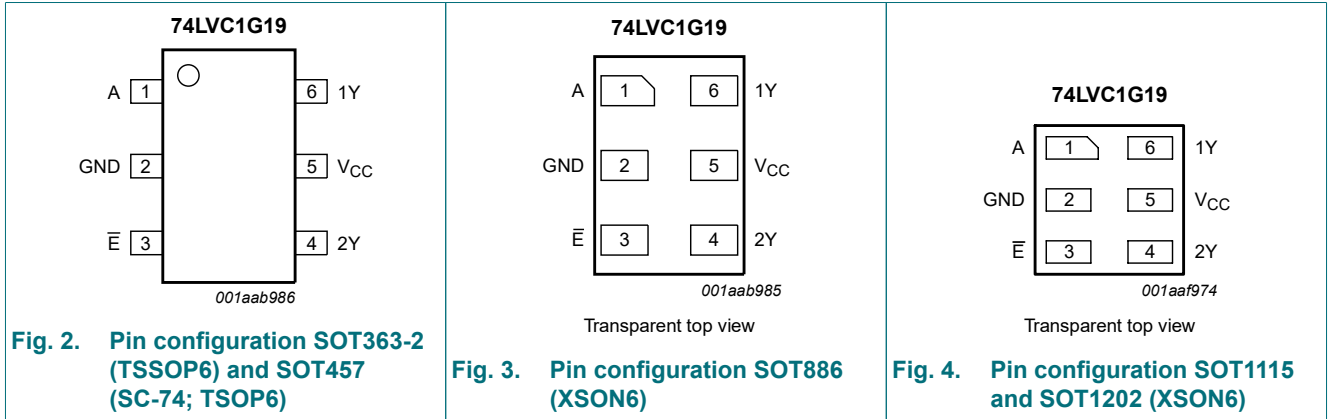 74LVC1G19
A 1 6 1Y
GND 2 5 VCC
E̅ 3 4 2Y
001aab986
Fig. 2. Pin configuration SOT363-2
(TSSOP6) and SOT457
(SC-74; TSOP6)
74LVC1G19
A 1 6 1Y
GND 2 5 VCC
E̅ 3 4 2Y
001aab985
Transparent top view
Fig. 3. Pin configuration SOT886
(XSON6)
74LVC1G19
A 1 6 1Y
GND 2 5 VCC
E̅ 3 4 2Y
001aaf974
Transparent top view
Fig. 4. Pin configuration SOT1115
and SOT1202 (XSON6)